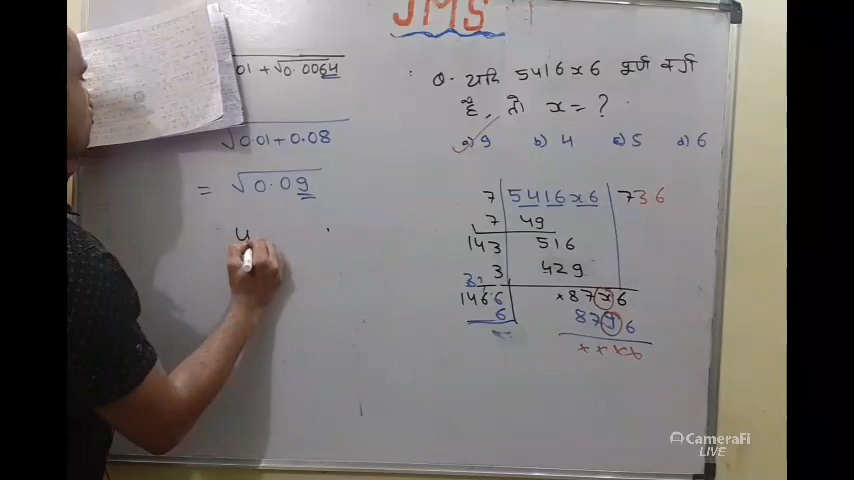 JMS
01 + √0.0064
√0.01 + 0.08
= √0.09
4
Q. यदि 5416x6 पूर्ण वर्ग
है, तो x = ?
a) 9 b) 4 c) 5 d) 6
7 5416x6 736
7 49
143 516
3 429
1466 ×87x6
6 8796
CameraFi
LIVE